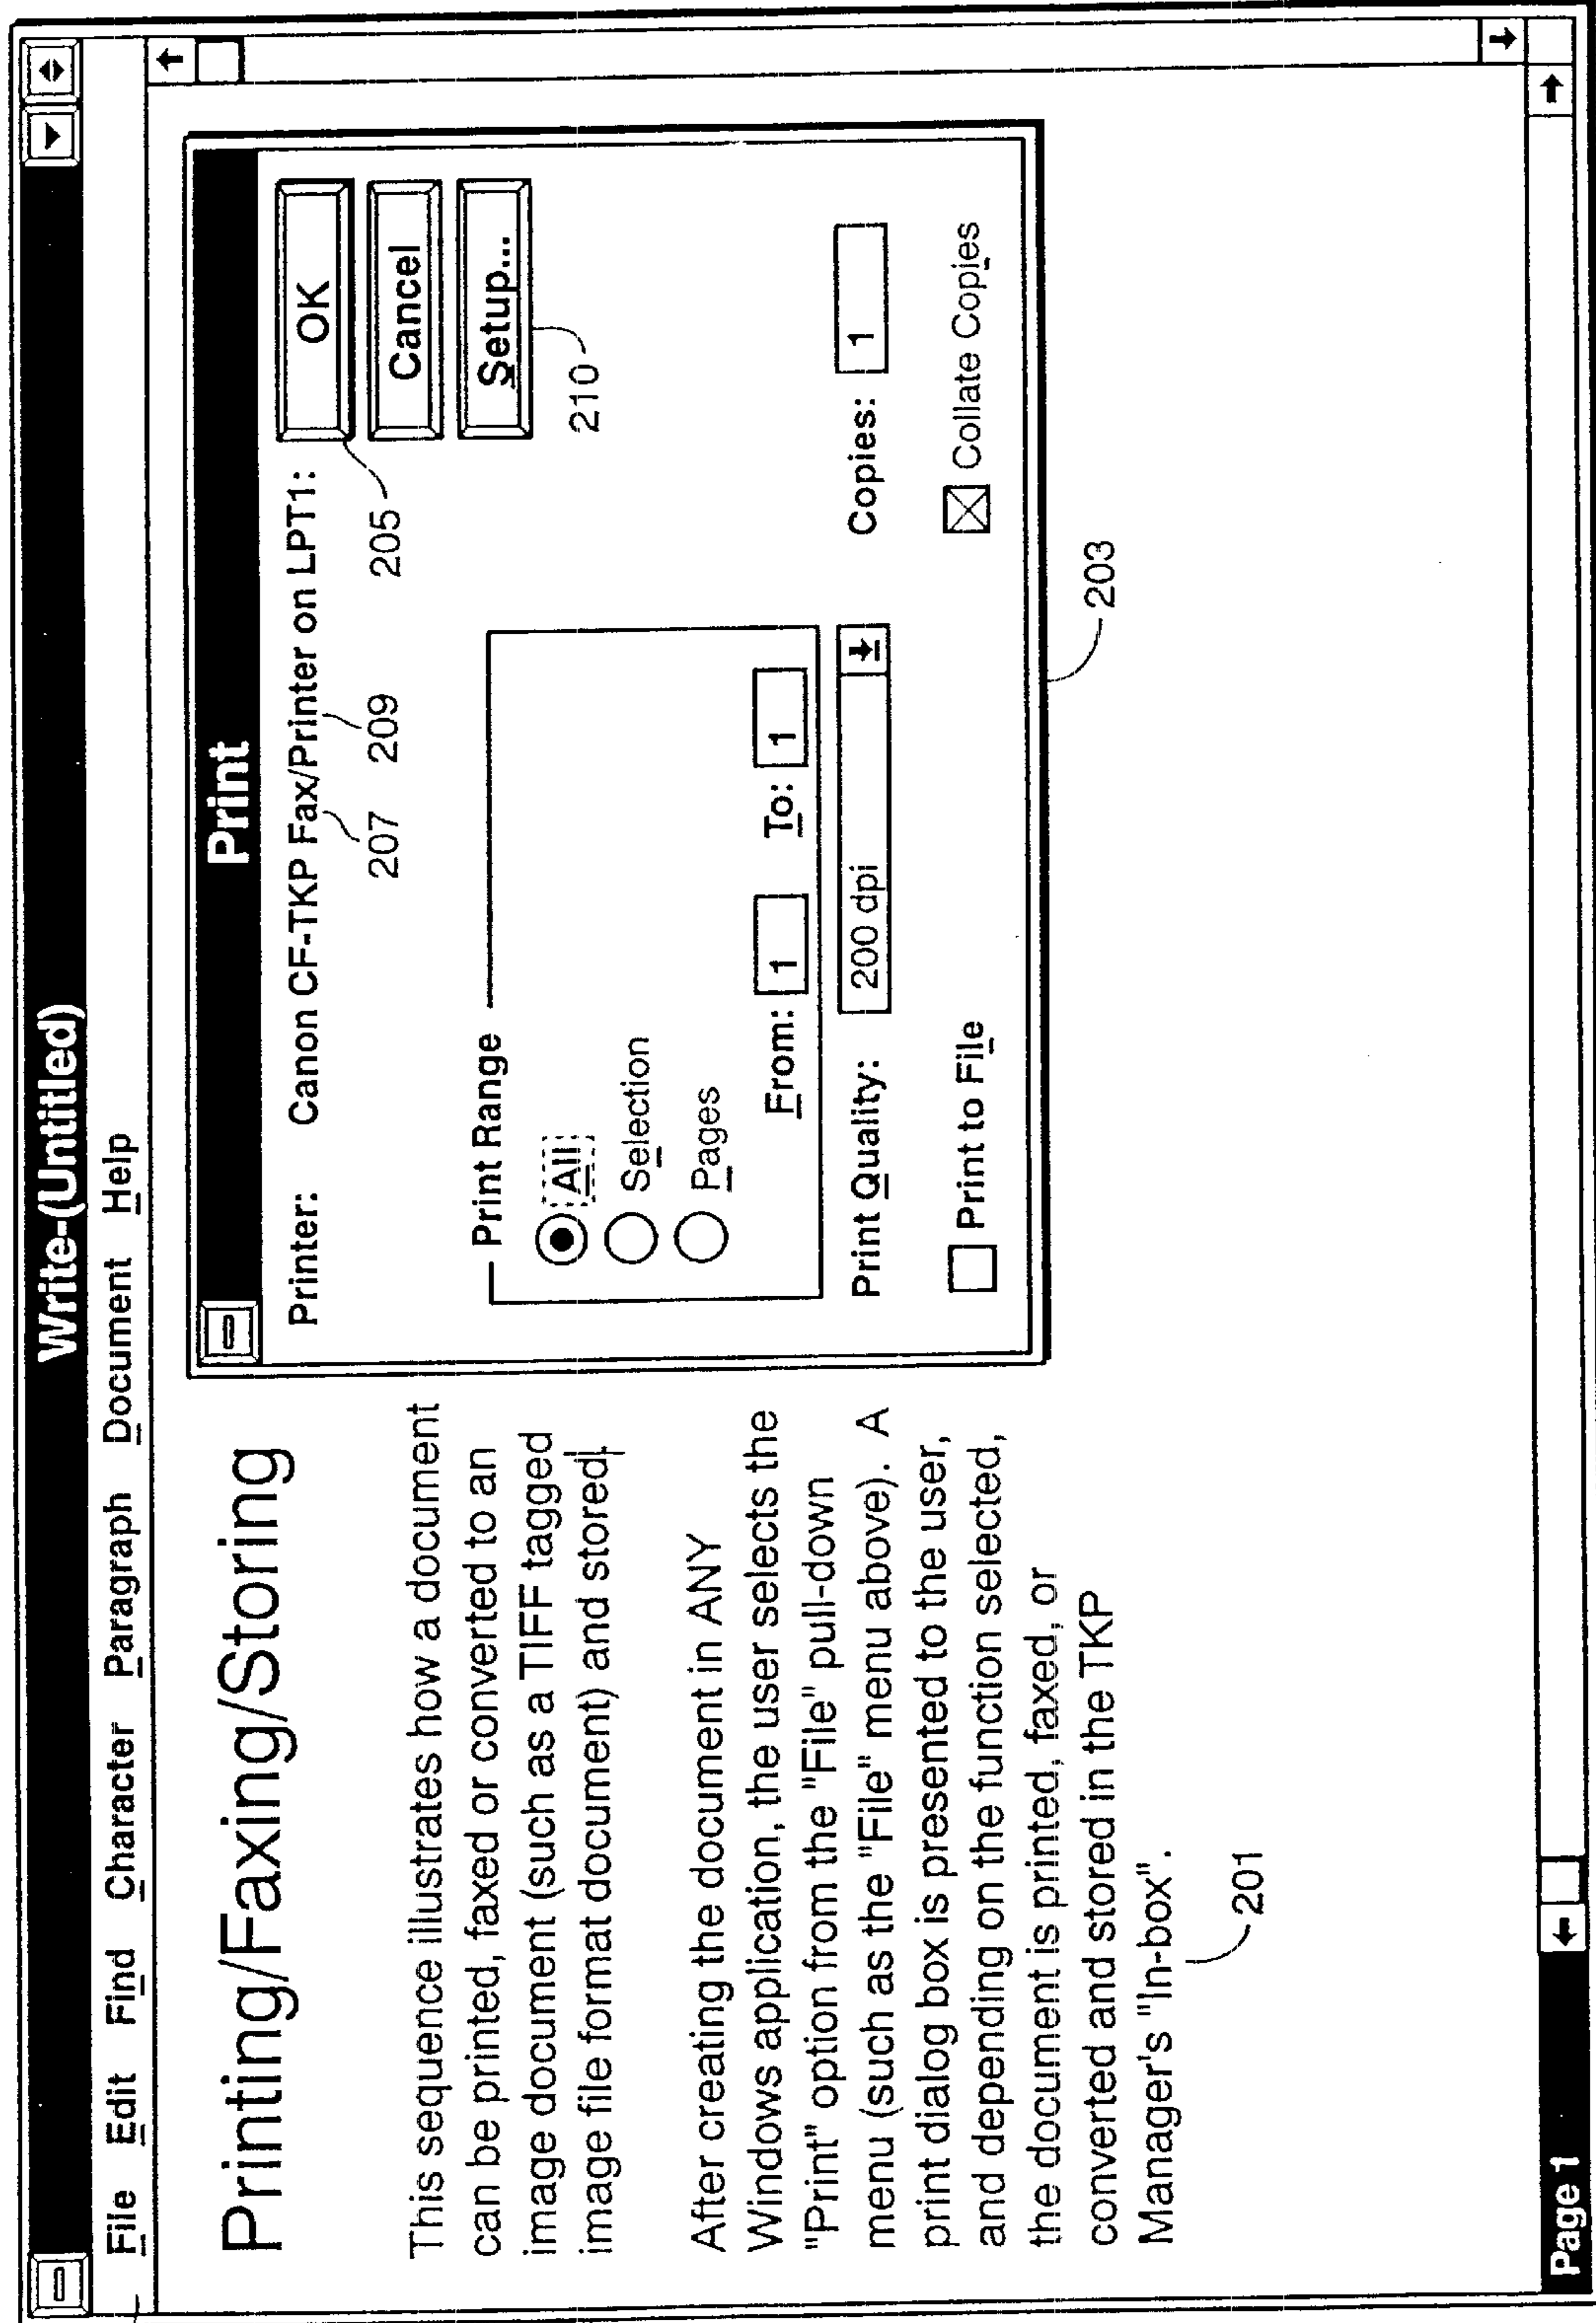 Write-(Untitled)
File Edit Find Character Paragraph Document Help
Printing/Faxing/Storing
This sequence illustrates how a document
can be printed, faxed or converted to an
image document (such as a TIFF tagged
image file format document) and stored.
After creating the document in ANY
Windows application, the user selects the
"Print" option from the "File" pull-down
menu (such as the "File" menu above). A
print dialog box is presented to the user,
and depending on the function selected,
the document is printed, faxed, or
converted and stored in the TKP
Manager's "In-box".
201
Print
Printer: Canon CF-TKP Fax/Printer on LPT1:
207 209 205
OK
Cancel
Setup...
210
Print Range
All
Selection
Pages
From: 1 To: 1
Print Quality: 200 dpi Copies: 1
Print to File Collate Copies
203
Page 1